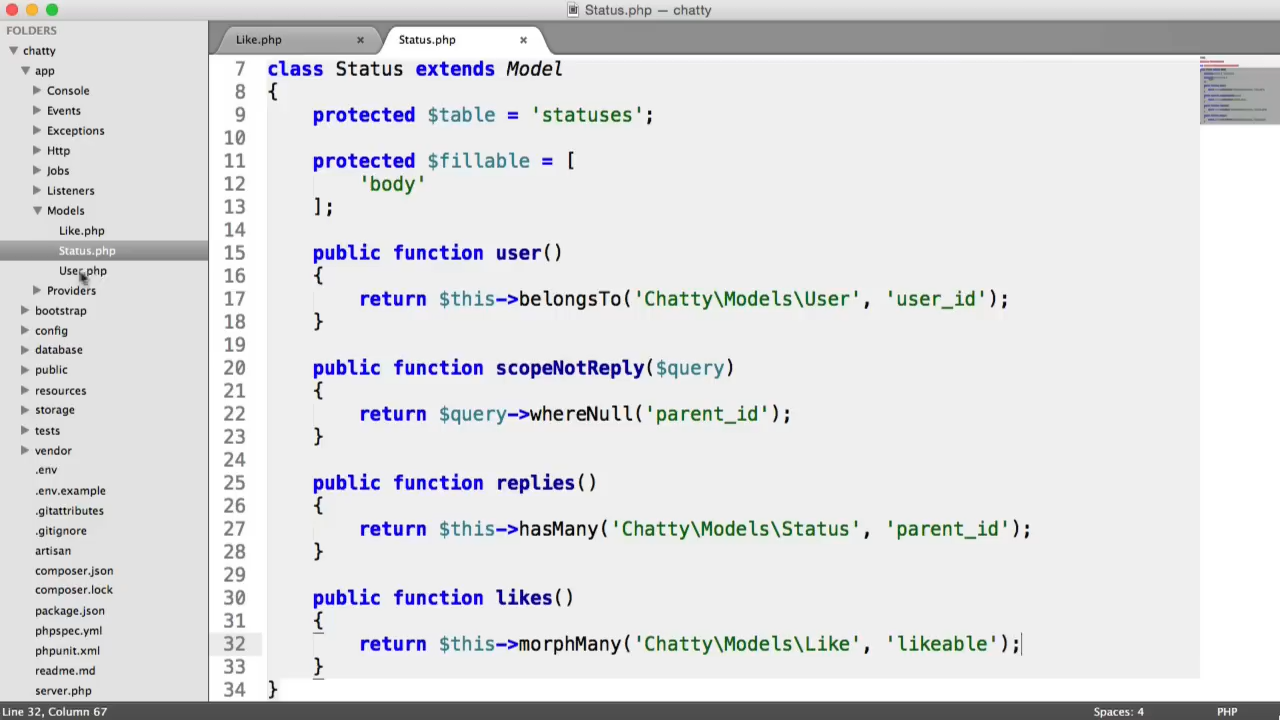 Status.php — chatty
FOLDERS
chatty
app
Console
Events
Exceptions
Http
Jobs
Listeners
Models
Like.php
Status.php
User.php
Providers
bootstrap
config
database
public
resources
storage
tests
vendor
.env
.env.example
.gitattributes
.gitignore
artisan
composer.json
composer.lock
package.json
phpspec.yml
phpunit.xml
readme.md
server.php
Like.php ×
Status.php ×
7 class Status extends Model
8 {
9 protected $table = 'statuses';
10
11 protected $fillable = [
12 'body'
13 ];
14
15 public function user()
16 {
17 return $this->belongsTo('Chatty\Models\User', 'user_id');
18 }
19
20 public function scopeNotReply($query)
21 {
22 return $query->whereNull('parent_id');
23 }
24
25 public function replies()
26 {
27 return $this->hasMany('Chatty\Models\Status', 'parent_id');
28 }
29
30 public function likes()
31 {
32 return $this->morphMany('Chatty\Models\Like', 'likeable');
33 }
34 }
Line 32, Column 67
Spaces: 4
PHP